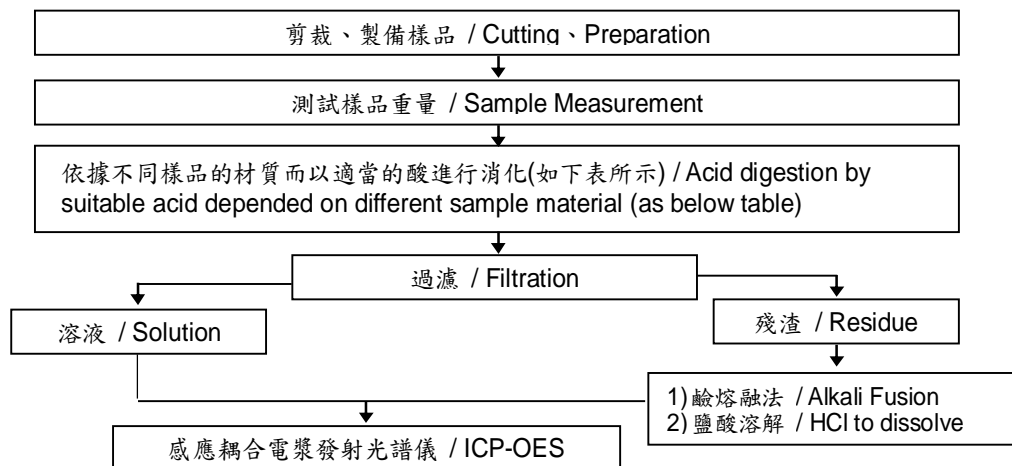 剪裁、製備樣品 / Cutting、Preparation
測試樣品重量 / Sample Measurement
依據不同樣品的材質而以適當的酸進行消化(如下表所示) / Acid digestion by
suitable acid depended on different sample material (as below table)
過濾 / Filtration
溶液 / Solution
殘渣 / Residue
1)鹼熔融法 / Alkali Fusion
2)鹽酸溶解 / HCl to dissolve
感應耦合電漿發射光譜儀 / ICP-OES